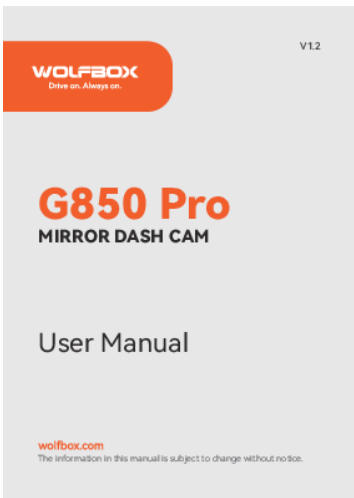 V1.2
WOLFBOX
Drive on. Always on.
G850 Pro
MIRROR DASH CAM
User Manual
wolfbox.com
The information in this manual is subject to change without notice.